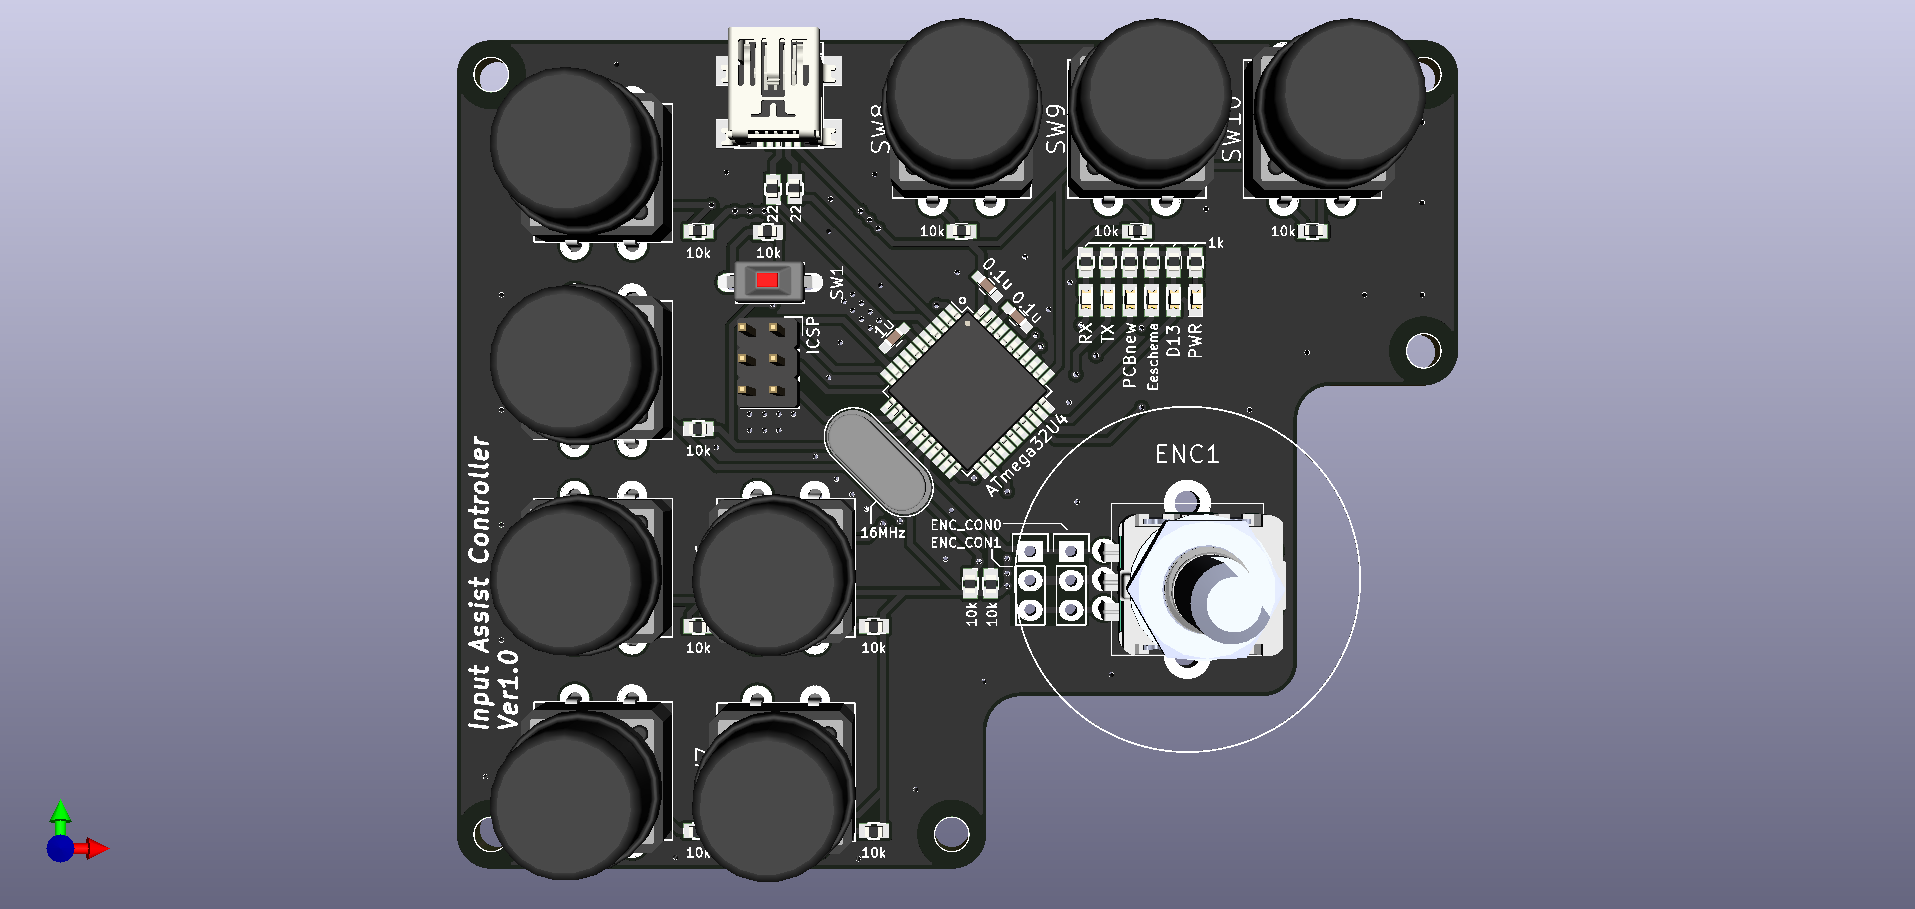 SW8
SW9
SW10
22
22
10k
10k
10k
10k
10k
1k
SW1
0.1u
0.1u
1u
ICSP
RX
TX
PCBnew
Eeschema
D13
PWR
10k
ATmega32U4
ENC1
16MHz
ENC_CON0
ENC_CON1
10k
10k
10k
10k
10k
10k
Input Assist Controller
Ver1.0